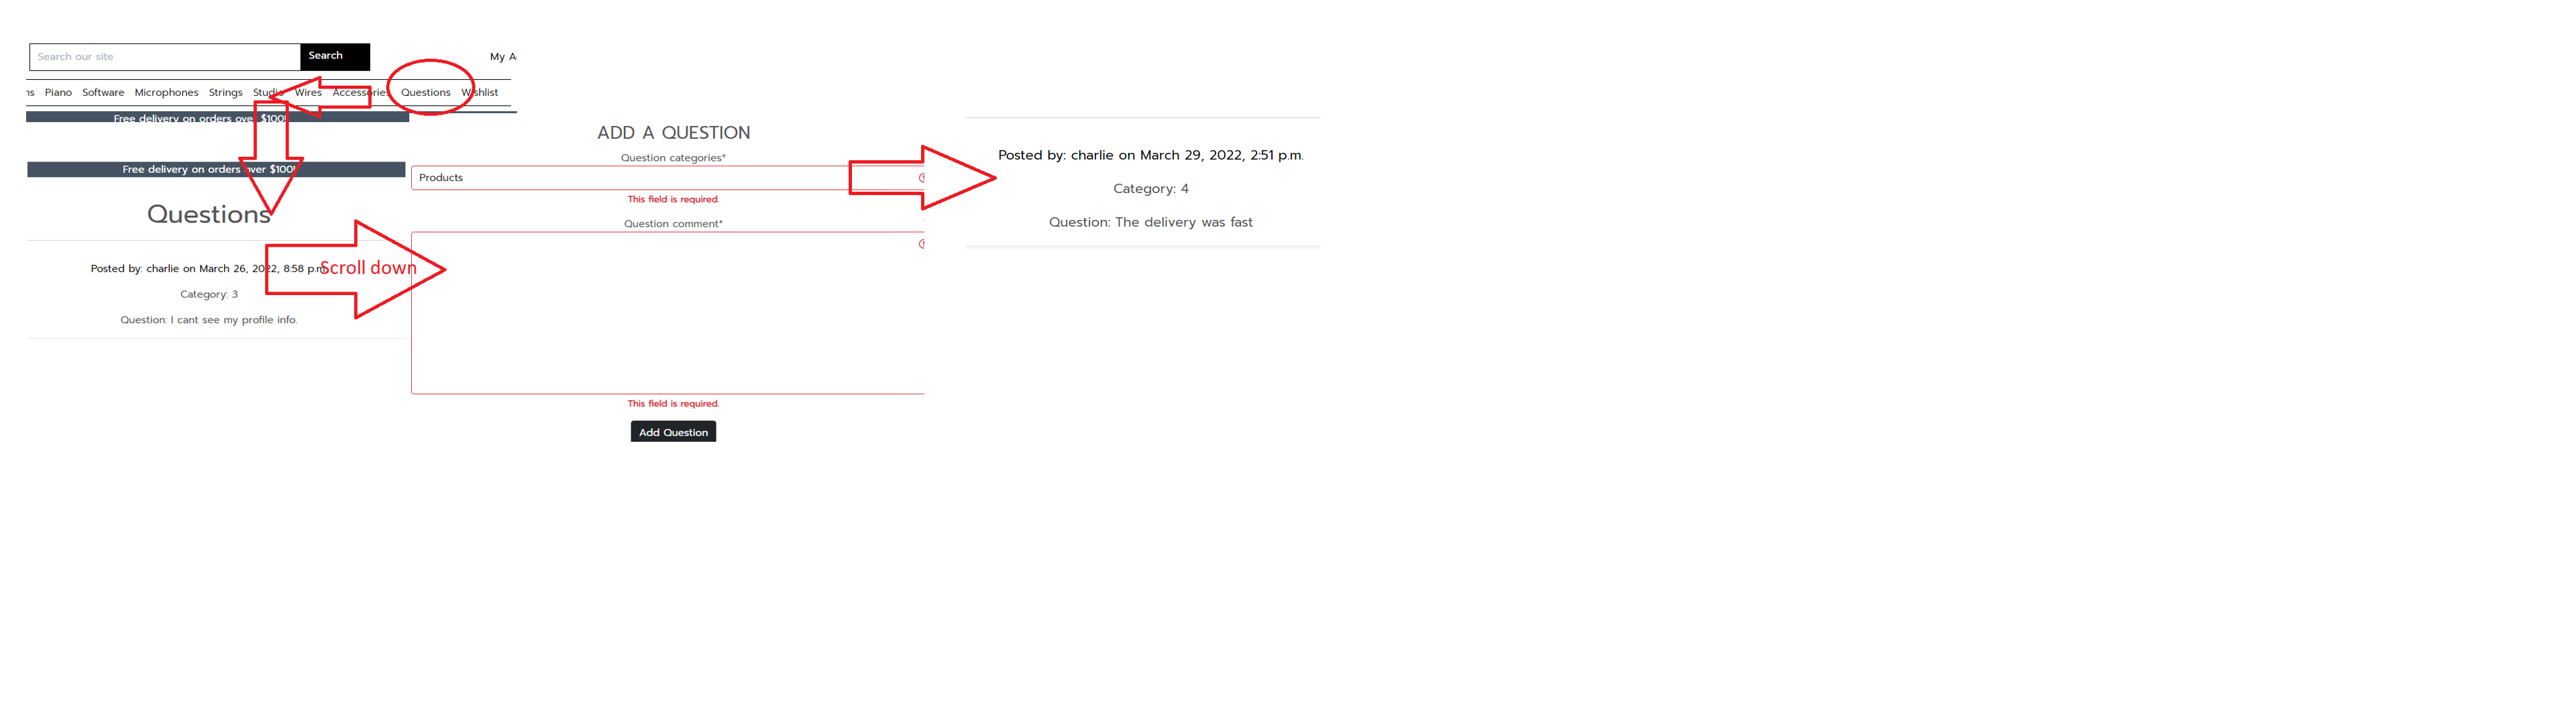 Search our site
Search
My A
ns Piano Software Microphones Strings Studio Wires Accessories Questions Wishlist
Free delivery on orders over $100!
Free delivery on orders over $100!
Questions
Posted by: charlie on March 26, 2022, 8:58 p.m.
Category: 3
Question: I cant see my profile info.
Scroll down
ADD A QUESTION
Question categories*
Products
This field is required.
Question comment*
This field is required.
Add Question
Posted by: charlie on March 29, 2022, 2:51 p.m.
Category: 4
Question: The delivery was fast